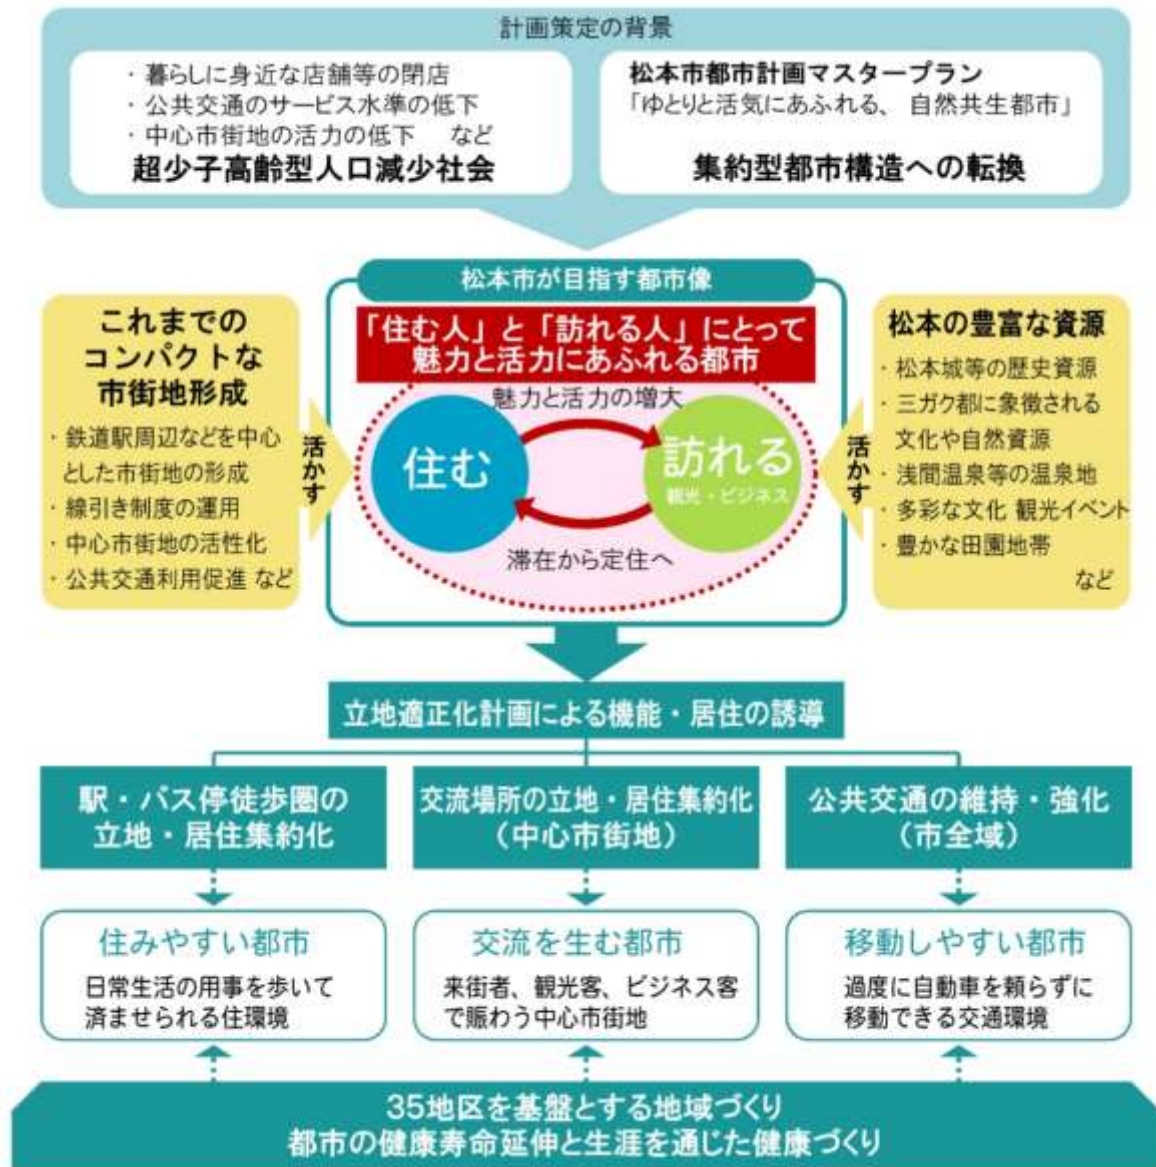 計画策定の背景
・暮らしに身近な店舗等の閉店
・公共交通のサービス水準の低下
・中心市街地の活力の低下　など
超少子高齢型人口減少社会
松本市都市計画マスタープラン
「ゆとりと活気にあふれる、自然共生都市」
集約型都市構造への転換
松本市が目指す都市像
「住む人」と「訪れる人」にとって
魅力と活力にあふれる都市
魅力と活力の増大
住む
訪れる
観光・ビジネス
滞在から定住へ
これまでの
コンパクトな
市街地形成
・鉄道駅周辺などを中心
とした市街地の形成
・線引き制度の運用
・中心市街地の活性化
・公共交通利用促進 など
活かす
松本の豊富な資源
・松本城等の歴史資源
・三ガク都に象徴される
文化や自然資源
・浅間温泉等の温泉地
・多彩な文化 観光イベント
・豊かな田園地帯
など
活かす
立地適正化計画による機能・居住の誘導
駅・バス停徒歩圏の
立地・居住集約化
交流場所の立地・居住集約化
（中心市街地）
公共交通の維持・強化
（市全域）
住みやすい都市
日常生活の用事を歩いて
済ませられる住環境
交流を生む都市
来街者、観光客、ビジネス客
で賑わう中心市街地
移動しやすい都市
過度に自動車を頼らずに
移動できる交通環境
35地区を基盤とする地域づくり
都市の健康寿命延伸と生涯を通じた健康づくり